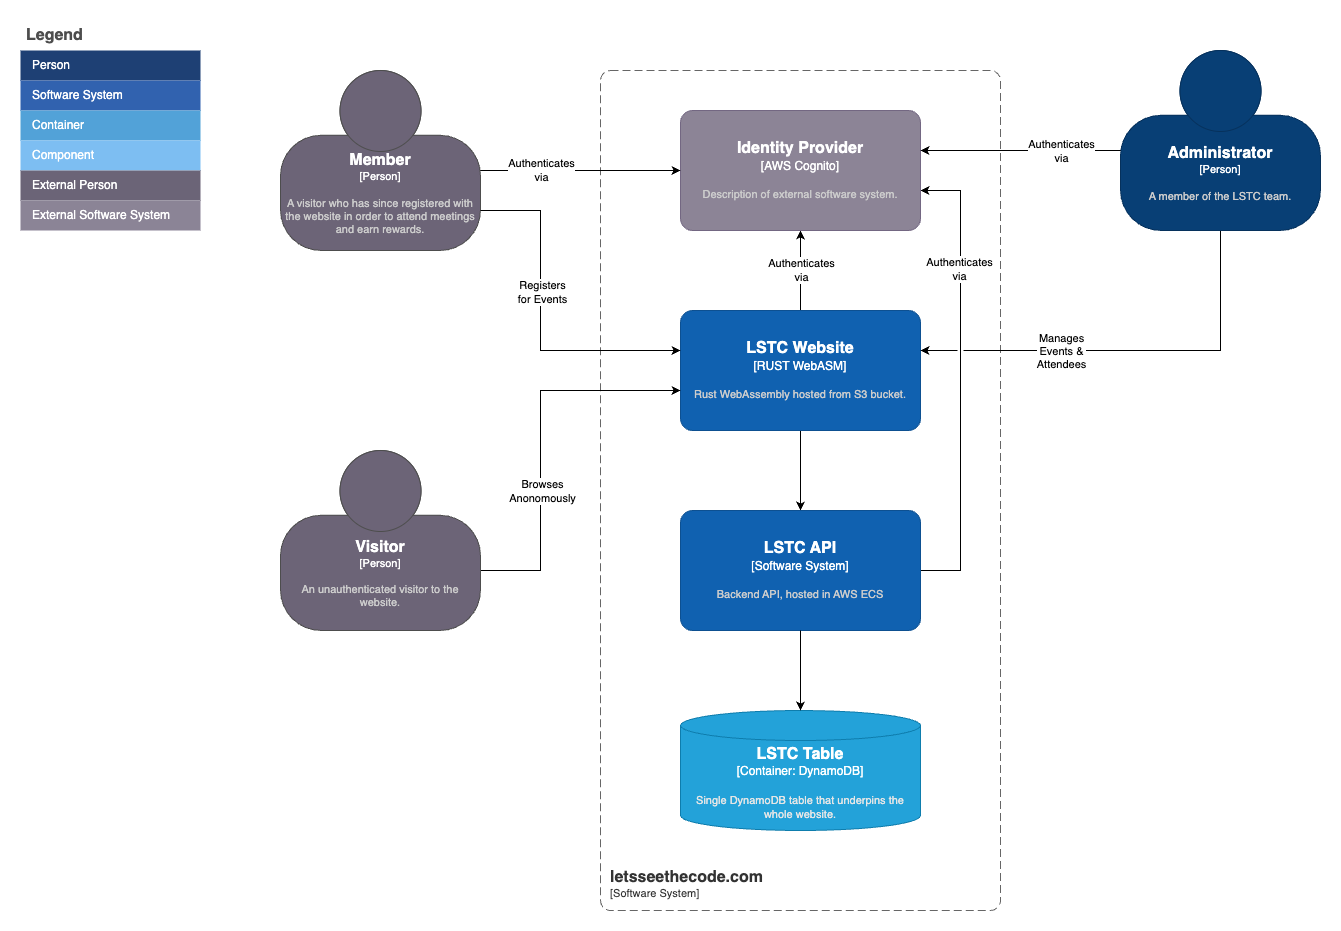 Legend
Person
Software System
Container
Component
External Person
External Software System
Member
[Person]
A visitor who has since registered with
the website in order to attend meetings
and earn rewards.
Authenticates
via
Identity Provider
[AWS Cognito]
Description of external software system.
Authenticates
via
Administrator
[Person]
A member of the LSTC team.
Registers
for Events
Authenticates
via
Authenticates
via
LSTC Website
[RUST WebASM]
Rust WebAssembly hosted from S3 bucket.
Manages
Events &
Attendees
Browses
Anonomously
Visitor
[Person]
An unauthenticated visitor to the
website.
LSTC API
[Software System]
Backend API, hosted in AWS ECS
LSTC Table
[Container: DynamoDB]
Single DynamoDB table that underpins the
whole website.
letsseethecode.com
[Software System]